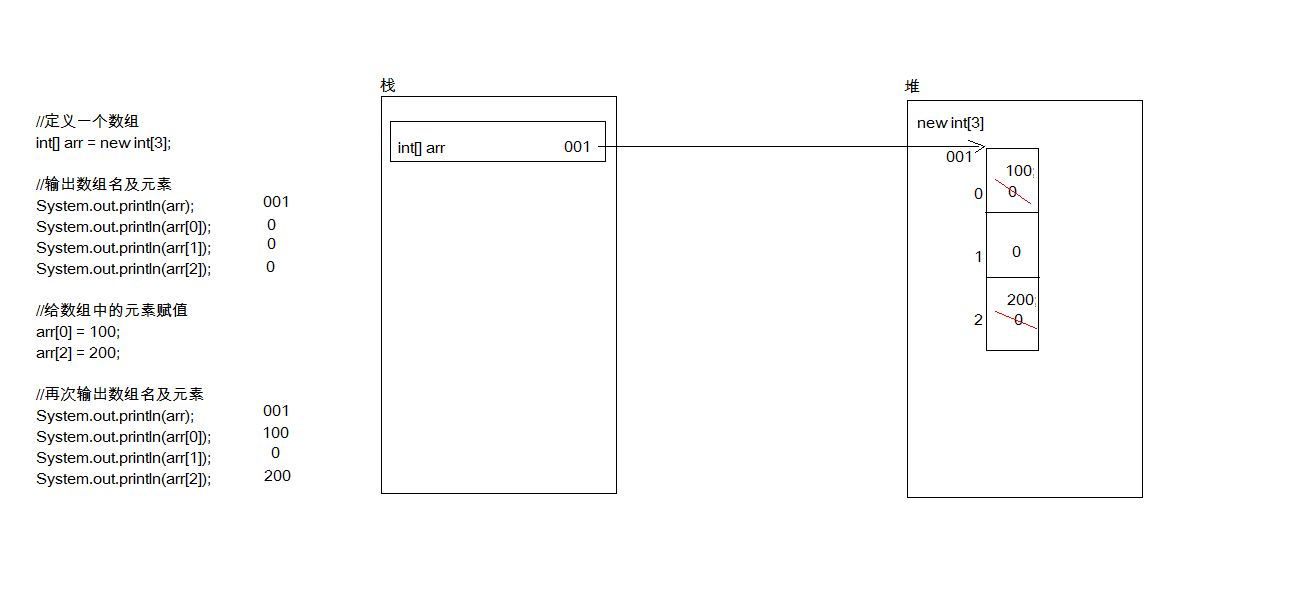 //定义一个数组
int[] arr = new int[3];
//输出数组名及元素
System.out.println(arr); 001
System.out.println(arr[0]); 0
System.out.println(arr[1]); 0
System.out.println(arr[2]); 0
//给数组中的元素赋值
arr[0] = 100;
arr[2] = 200;
//再次输出数组名及元素
System.out.println(arr); 001
System.out.println(arr[0]); 100
System.out.println(arr[1]); 0
System.out.println(arr[2]); 200
栈
int[] arr 001
堆
new int[3]
001
100;
0 0
1 0
200;
2 0